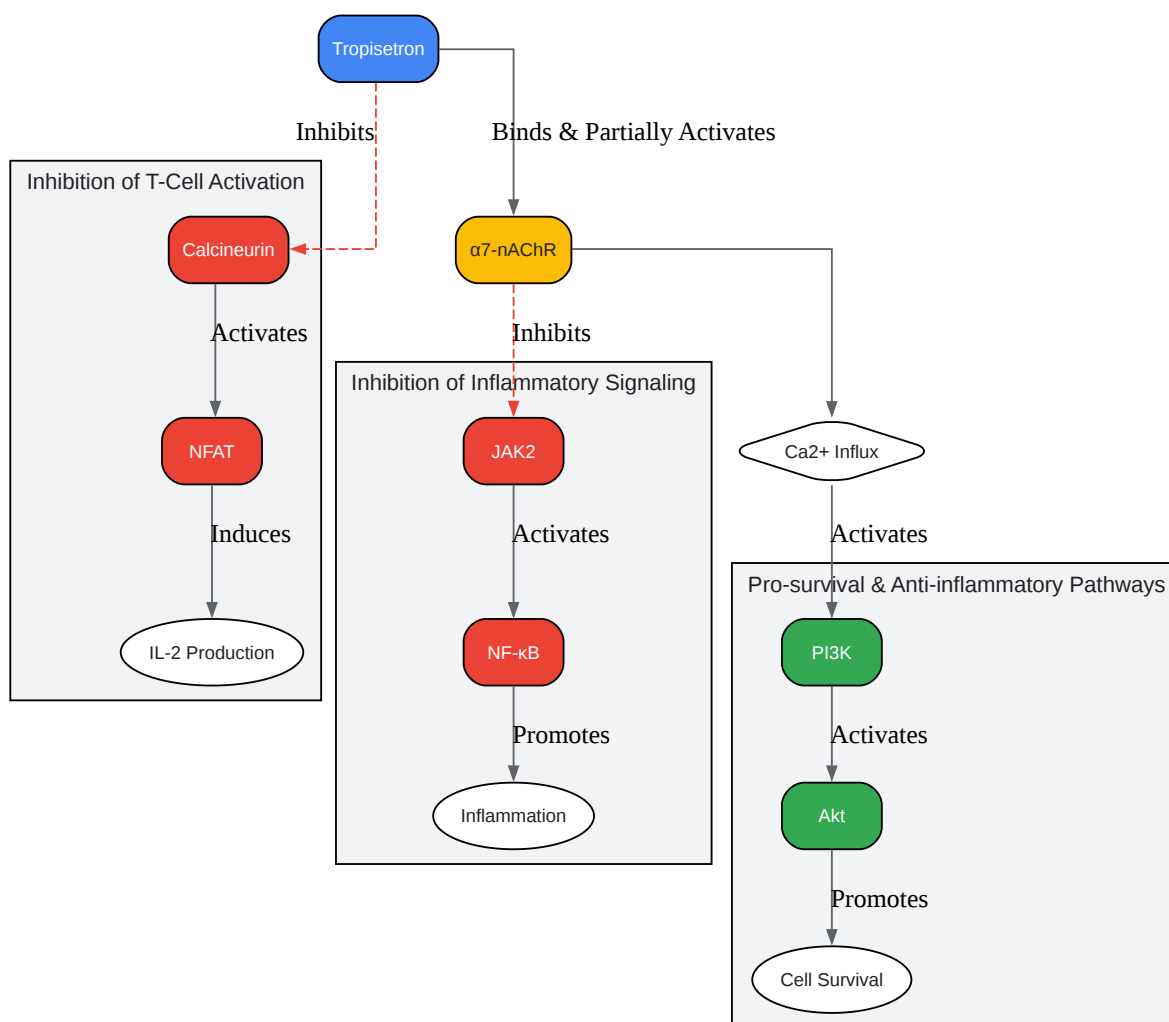 Tropisetron
Inhibits
Binds & Partially Activates
Inhibition of T-Cell Activation
Calcineurin
α7-nAChR
Activates
Inhibits
Inhibition of Inflammatory Signaling
NFAT
JAK2
Ca2+ Influx
Induces
Activates
Activates
Pro-survival & Anti-inflammatory Pathways
IL-2 Production
NF-κB
PI3K
Promotes
Activates
Inflammation
Akt
Promotes
Cell Survival